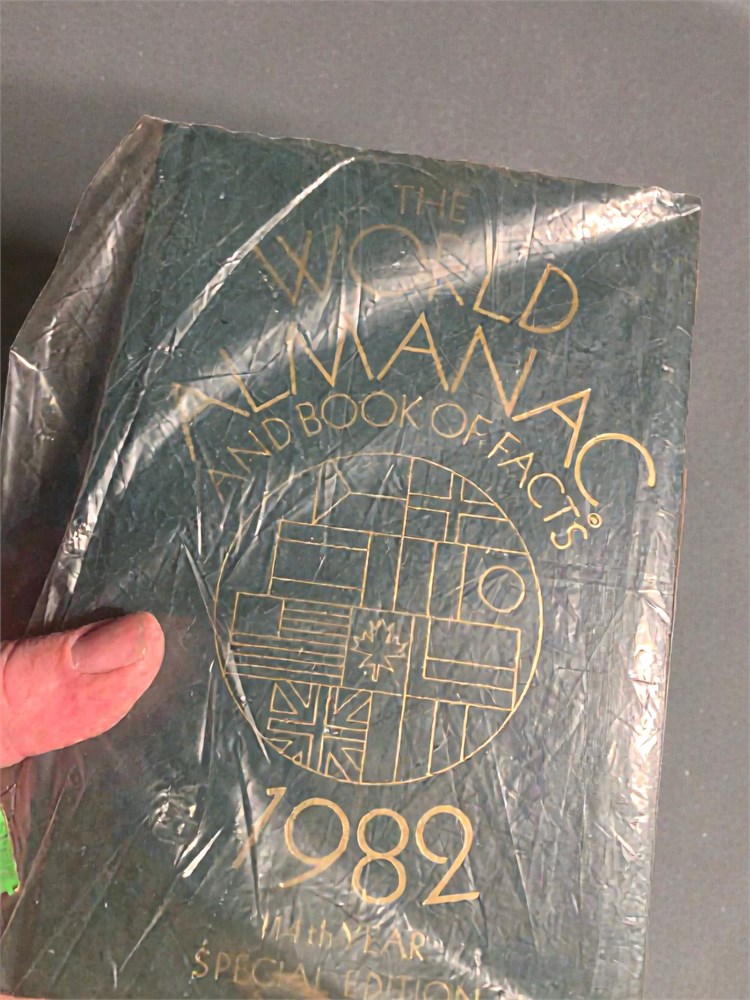 THE
WORLD
ALMANAC
AND BOOK OF FACTS®
1982
114th YEAR
SPECIAL EDITION